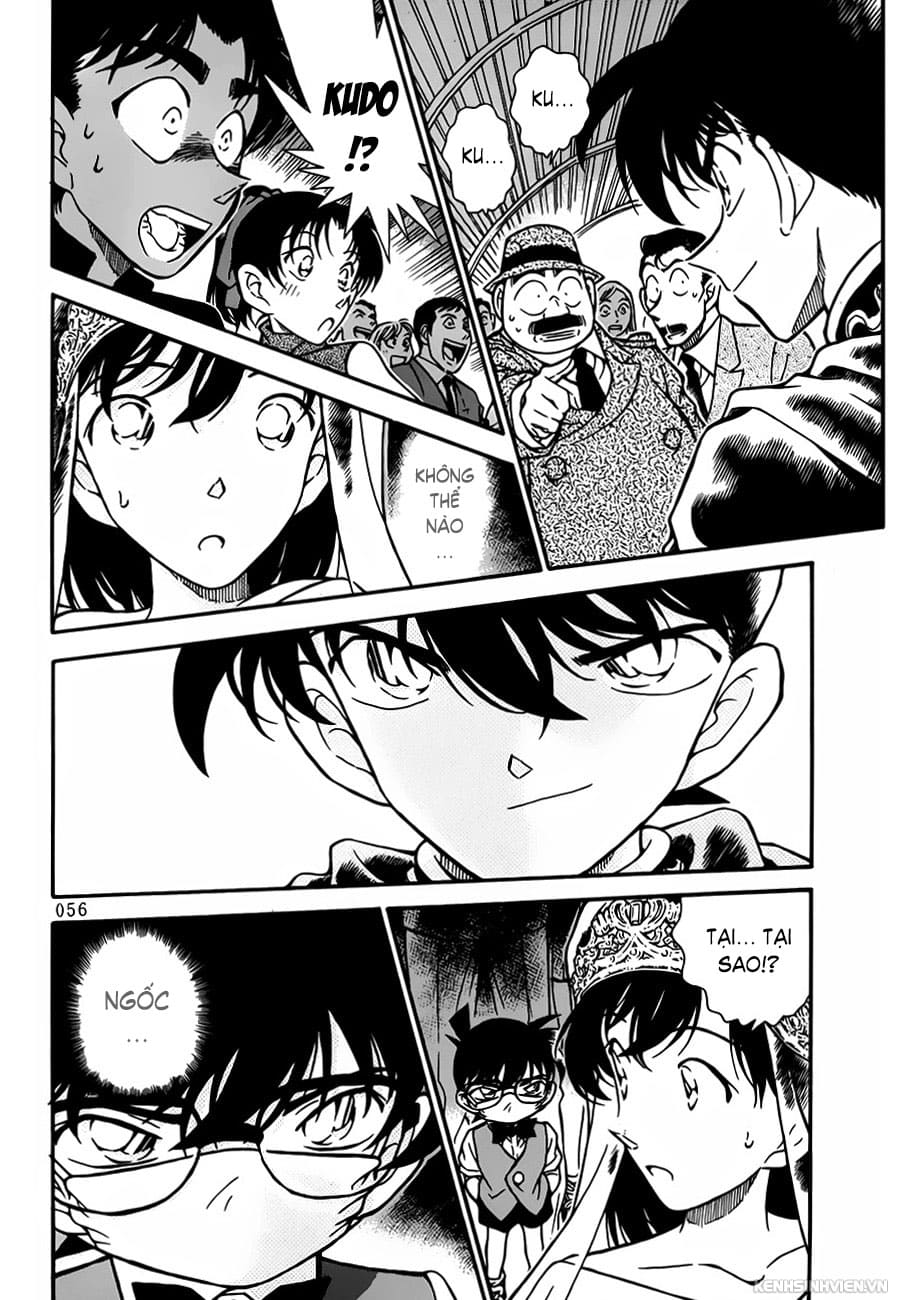 KU...
KU...
KUDO
!?
KHÔNG
THỂ
NÀO
...
056
TẠI... TẠI
SAO!?
NGỐC
...
KENHSINHVIEN.VN